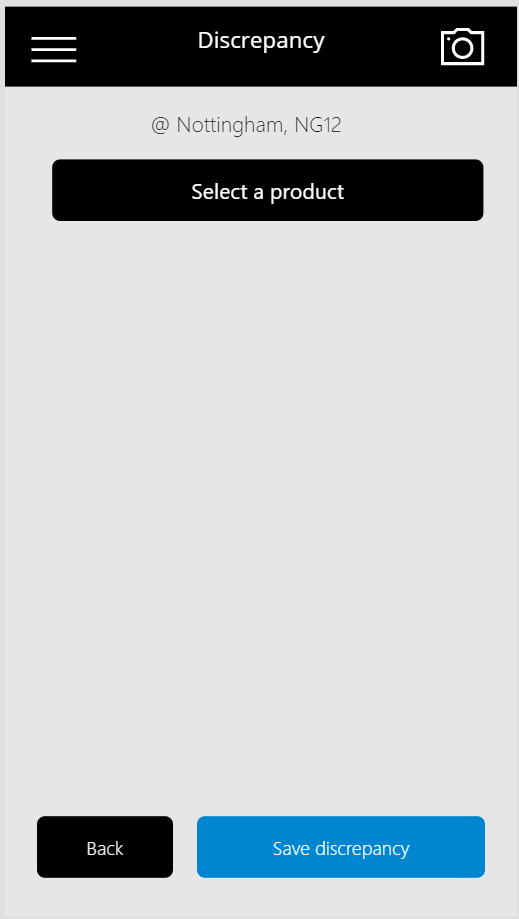 Discrepancy
@ Nottingham, NG12
Select a product
Back
Save discrepancy